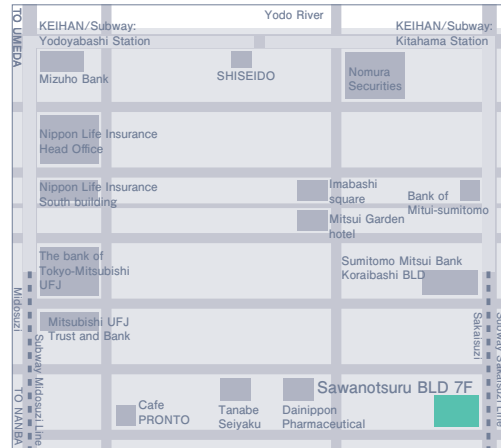 TO UMEDA
Yodo River
KEIHAN/Subway:
Yodoyabashi Station
KEIHAN/Subway:
Kitahama Station
Mizuho Bank
SHISEIDO
Nomura
Securities
Nippon Life Insurance
Head Office
Nippon Life Insurance
South building
Imabashi
square
Bank of
Mitui-sumitomo
Mitsui Garden
hotel
The bank of
Tokyo-Mitsubishi
UFJ
Sumitomo Mitsui Bank
Koraibashi BLD
Midosuzi
Subway Midosuzi Line
Mitsubishi UFJ
Trust and Bank
Sakaisuzi
Subway Sakaisuzi Line
TO NANBA
Cafe
PRONTO
Tanabe
Seiyaku
Dainippon
Pharmaceutical
Sawanotsuru BLD 7F